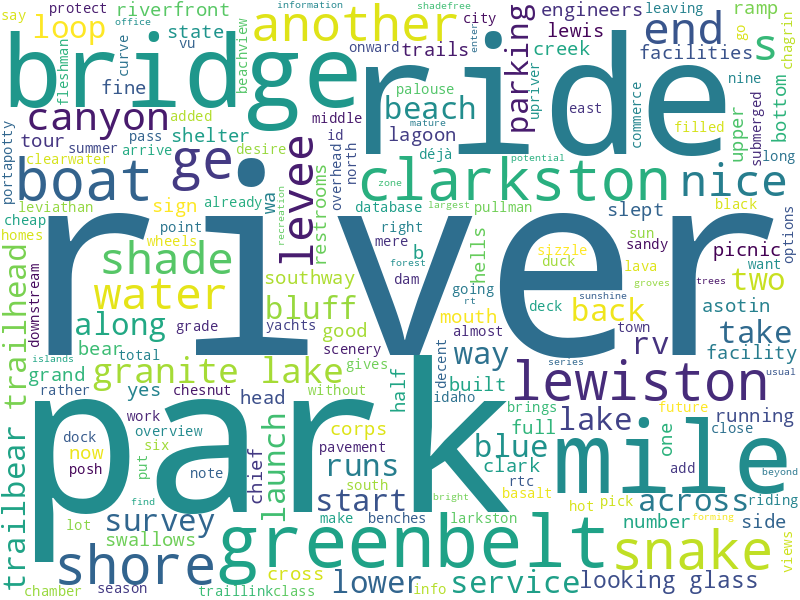 say
protect
office
information
shadefree
engineers
leaving
ramp
loop
riverfront
another
city
end
s
go
state
vu
onward
trails
lewis
enter
facilities
chagrin
fleshman
curve
beachview
bridge
ride
parking
creek
upriver
nine
fine
palouse
beach
bottom
canyon
added
middle
east
commerce
upper
submerged
portapotty
tour
pass
shelter
id
lagoon
filled
long
summer
ge
desire
overhead
north
déjà
mature
potential
clearwater
arrive
levee
boat
clarkston
nice
zone
leviathan
already
wa
restrooms
database
largest
pullman
slept
black
options
cheap
sign
recreation
river
right
homes
point
mere
b
hells
sizzle
sun
sandy
picnic
wheels
forest
duck
shade
dam
lava
two
trailhead
downstream
southway
going
rt
want
trees
water
yachts
bluff
mouth
deck
back
groves
sunshine
asotin
along
grade
good
almost
town
take
bear
scenery
decent
way
rv
facility
islands
total
gives
series
usual
grand
granite lake
half
built
idaho
lewiston
rather
yes
chesnut
without
head
brings
future
trailbear
park
mile
work
corps
full
lake
running
dock
overview
launch
pavement
blue
one
close
now
six
chief
runs
clark
add
beyond
posh
put
note
south
rtc
start
basalt
hot
pick
across
riding
find
bright
lot
survey
make
benches
larkston
number
forming
side
swallows
greenbelt
snake
views
shore
cross
lower
service
looking glass
chamber
season
traillinkclass
info